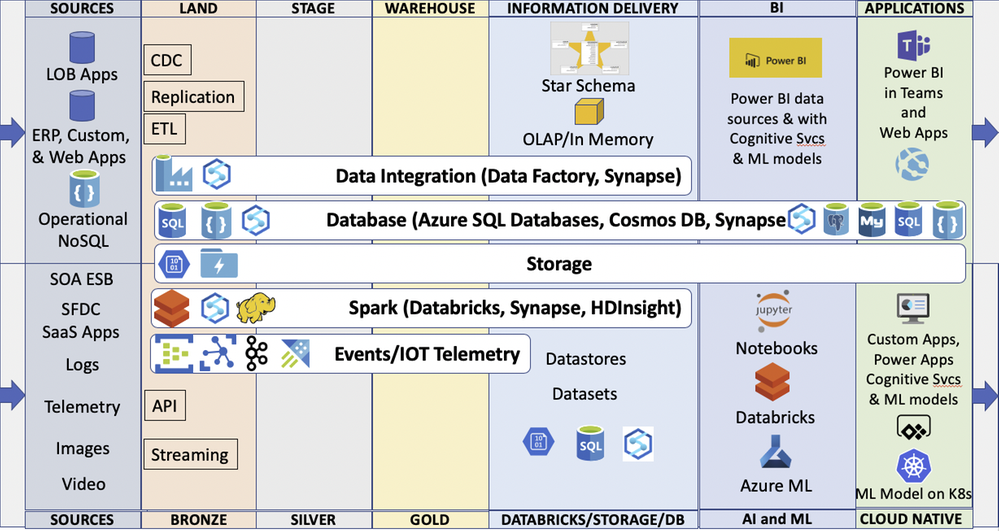 SOURCES
LAND
STAGE
WAREHOUSE
INFORMATION DELIVERY
BI
APPLICATIONS
LOB Apps
ERP, Custom,
& Web Apps
{ }
Operational
NoSQL
CDC
Replication
ETL
Star Schema
OLAP/In Memory
Power BI
Power BI data
sources & with
Cognitive Svcs
& ML models
T
Power BI
in Teams
and
Web Apps
Data Integration (Data Factory, Synapse)
SQL
{ }
Database (Azure SQL Databases, Cosmos DB, Synapse
My
SQL
{ }
10
01
Storage
SOA ESB
SFDC
SaaS Apps
Logs
Telemetry
Images
Video
Spark (Databricks, Synapse, HDInsight)
Events/IOT Telemetry
API
Streaming
Datastores
Datasets
10
01
SQL
jupyter
Notebooks
Databricks
Azure ML
Custom Apps,
Power Apps
Cognitive Svcs
& ML models
ML Model on K8s
SOURCES
BRONZE
SILVER
GOLD
DATABRICKS/STORAGE/DB
AI and ML
CLOUD NATIVE